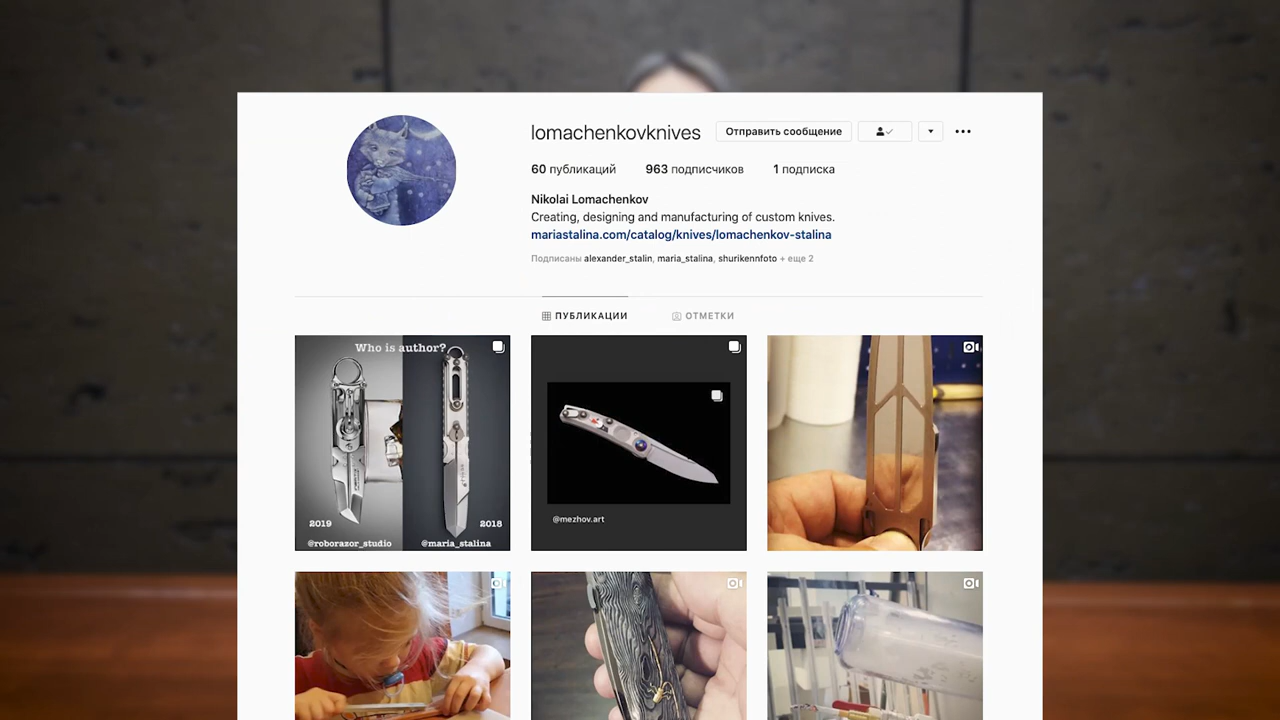 lomachenkovknives Отправить сообщение
60 публикаций 963 подписчиков 1 подписка
Nikolai Lomachenkov
Creating, designing and manufacturing of custom knives.
mariastalina.com/catalog/knives/lomachenkov-stalina
Подписаны alexander_stalin, maria_stalina, shurikennfoto + еще 2
ПУБЛИКАЦИИ ОТМЕТКИ
Who is author?
2019 2018
@roborazor_studio @maria_stalina
@mezhov.art